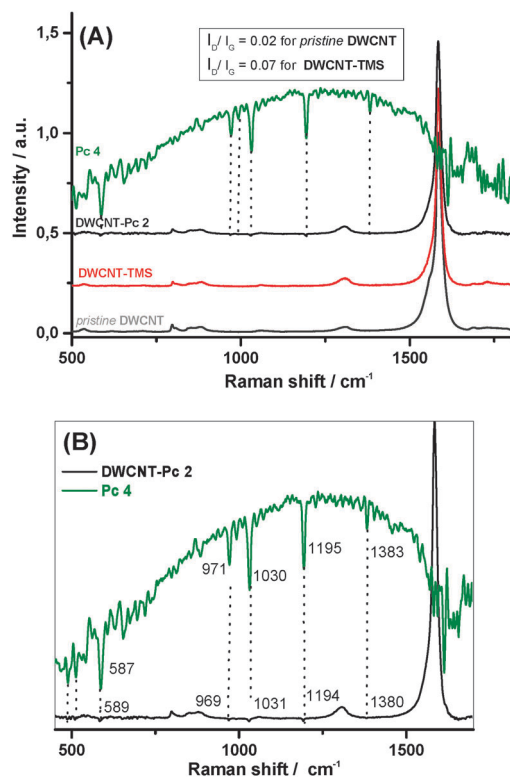 (A)
I_D/ I_G = 0.02 for pristine DWCNT
I_D/ I_G = 0.07 for DWCNT-TMS
1,5
1,0
0,5
0,0
Intensity / a.u.
Pc 4
DWCNT-Pc 2
DWCNT-TMS
pristine DWCNT
500 1000 1500
Raman shift / cm⁻¹
(B)
DWCNT-Pc 2
Pc 4
971 1030 1195 1383
587
589 969 1031 1194 1380
500 1000 1500
Raman shift / cm⁻¹